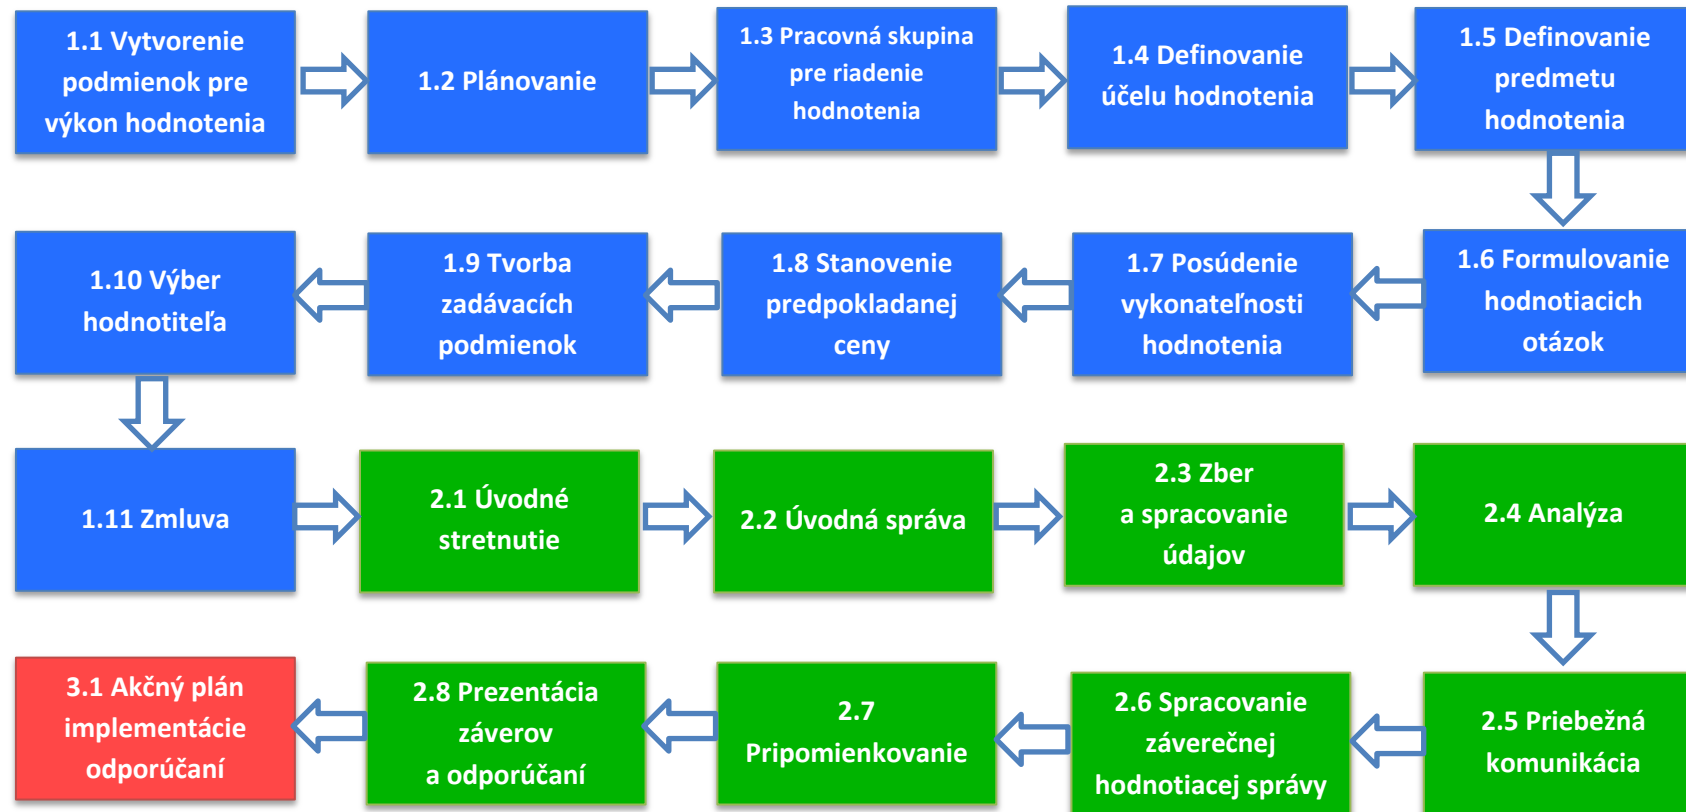 1.1 Vytvorenie
podmienok pre
výkon hodnotenia
1.2 Plánovanie
1.3 Pracovná skupina
pre riadenie
hodnotenia
1.4 Definovanie
účelu hodnotenia
1.5 Definovanie
predmetu
hodnotenia
1.6 Formulovanie
hodnotiacich
otázok
1.7 Posúdenie
vykonateľnosti
hodnotenia
1.8 Stanovenie
predpokladanej
ceny
1.9 Tvorba
zadávacích
podmienok
1.10 Výber
hodnotiteľa
1.11 Zmluva
2.1 Úvodné
stretnutie
2.2 Úvodná správa
2.3 Zber
a spracovanie
údajov
2.4 Analýza
2.5 Priebežná
komunikácia
2.6 Spracovanie
záverečnej
hodnotiacej správy
2.7
Pripomienkovanie
2.8 Prezentácia
záverov
a odporúčaní
3.1 Akčný plán
implementácie
odporúčaní